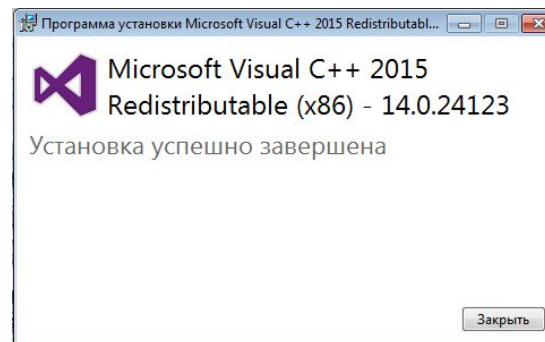 Программа установки Microsoft Visual C++ 2015 Redistributabl...
Microsoft Visual C++ 2015
Redistributable (x86) - 14.0.24123
Установка успешно завершена
Закрыть